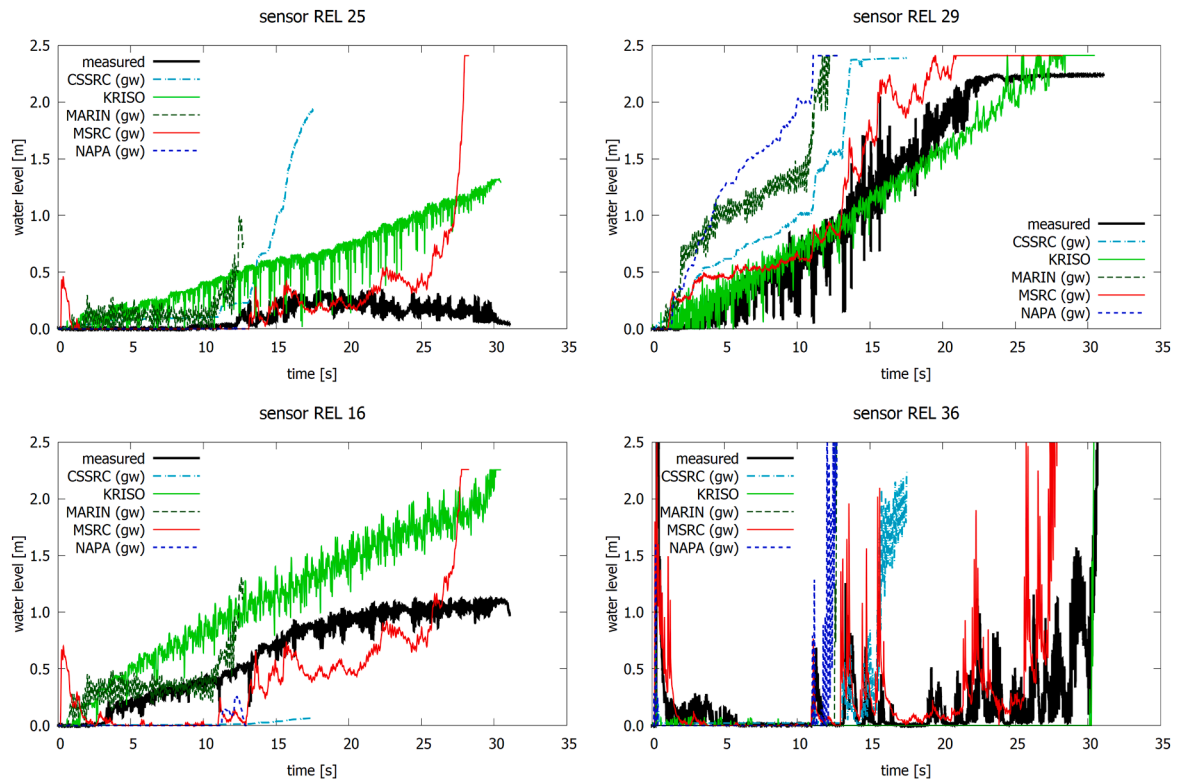 sensor REL 25
2.5
2.0
1.5
1.0
0.5
0.0
water level [m]
measured
CSSRC (gw)
KRISO
MARIN (gw)
MSRC (gw)
NAPA (gw)
0 5 10 15 20 25 30 35
time [s]
sensor REL 29
2.5
2.0
1.5
1.0
0.5
0.0
water level [m]
measured
CSSRC (gw)
KRISO
MARIN (gw)
MSRC (gw)
NAPA (gw)
0 5 10 15 20 25 30 35
time [s]
sensor REL 16
2.5
2.0
1.5
1.0
0.5
0.0
water level [m]
measured
CSSRC (gw)
KRISO
MARIN (gw)
MSRC (gw)
NAPA (gw)
0 5 10 15 20 25 30 35
time [s]
sensor REL 36
2.5
2.0
1.5
1.0
0.5
0.0
water level [m]
measured
CSSRC (gw)
KRISO
MARIN (gw)
MSRC (gw)
NAPA (gw)
0 5 10 15 20 25 30 35
time [s]